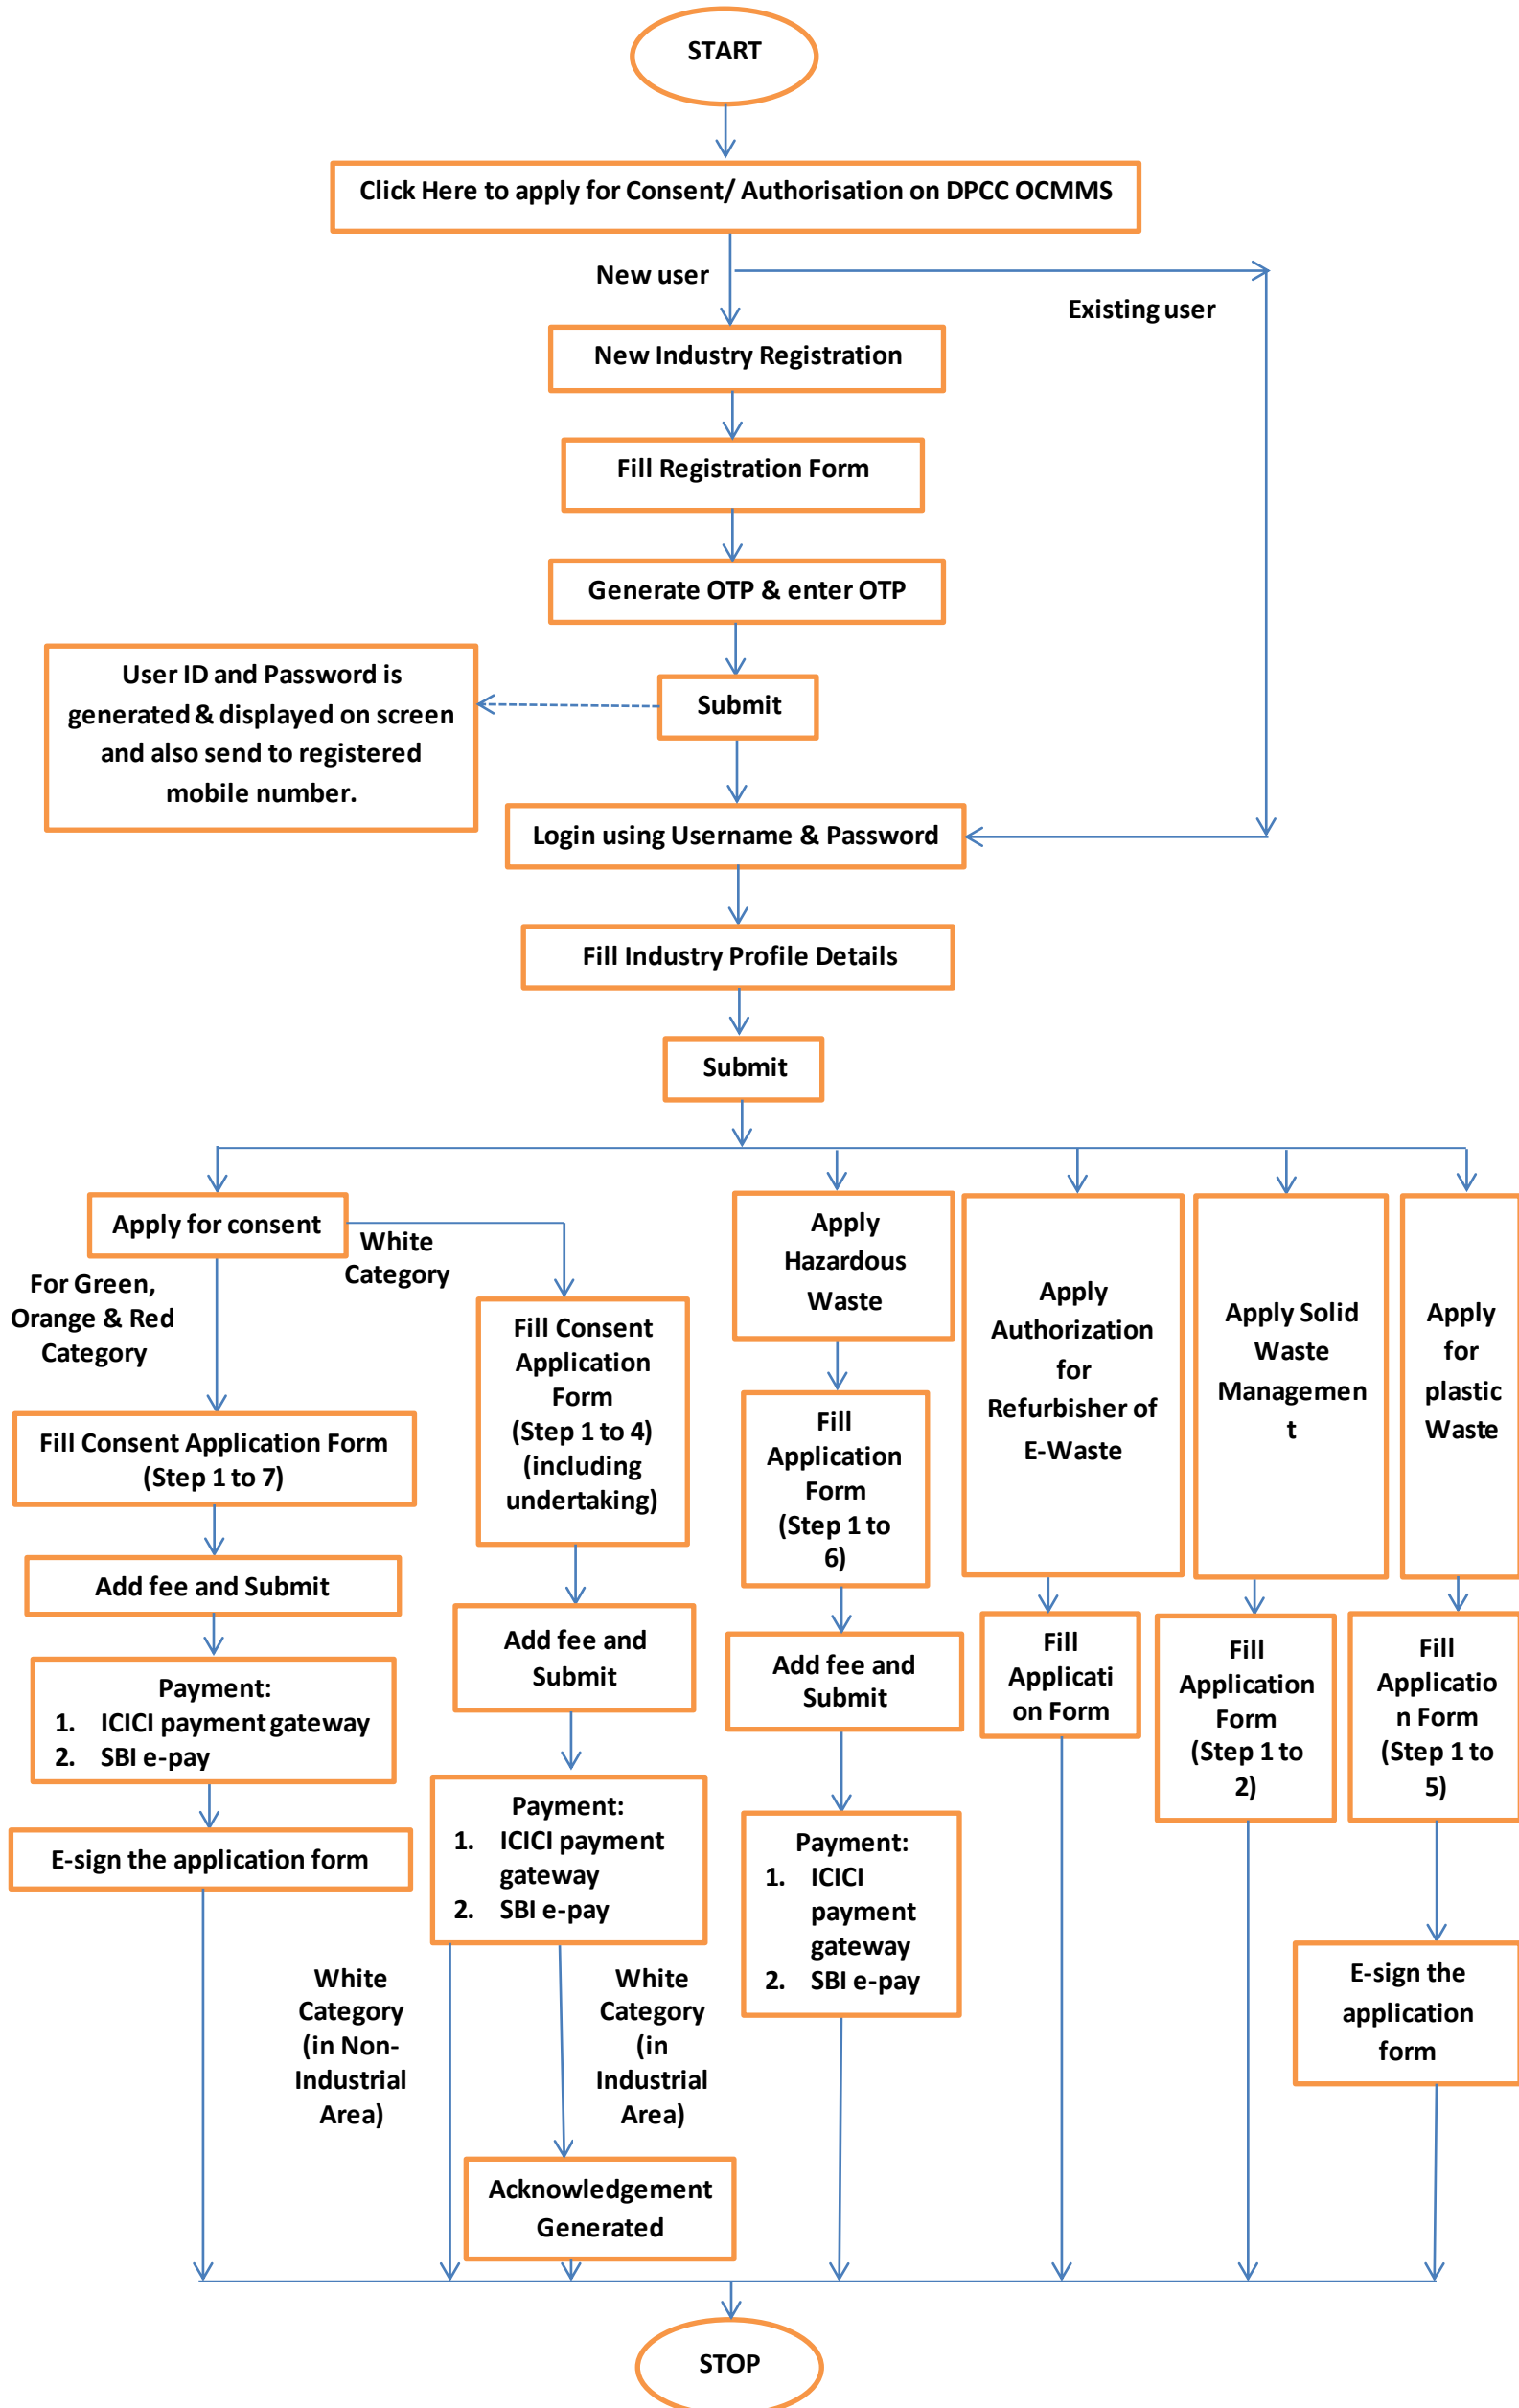 START
Click Here to apply for Consent/ Authorisation on DPCC OCMMS
New user
Existing user
New Industry Registration
Fill Registration Form
Generate OTP & enter OTP
User ID and Password is
generated & displayed on screen
and also send to registered
mobile number.
Submit
Login using Username & Password
Fill Industry Profile Details
Submit
Apply for consent
White
Category
For Green,
Orange & Red
Category
Fill Consent Application Form
(Step 1 to 7)
Add fee and Submit
Payment:
1. ICICI payment gateway
2. SBI e-pay
E-sign the application form
Fill Consent
Application
Form
(Step 1 to 4)
(including
undertaking)
Add fee and
Submit
Payment:
1. ICICI payment
gateway
2. SBI e-pay
White
Category
(in Non-
Industrial
Area)
White
Category
(in
Industrial
Area)
Acknowledgement
Generated
Apply
Hazardous
Waste
Fill
Application
Form
(Step 1 to
6)
Add fee and
Submit
Payment:
1. ICICI
payment
gateway
2. SBI e-pay
Apply
Authorization
for
Refurbisher of
E-Waste
Fill
Applicati
on Form
Apply Solid
Waste
Managemen
t
Fill
Application
Form
(Step 1 to
2)
Apply
for
plastic
Waste
Fill
Applicatio
n Form
(Step 1 to
5)
E-sign the
application
form
STOP